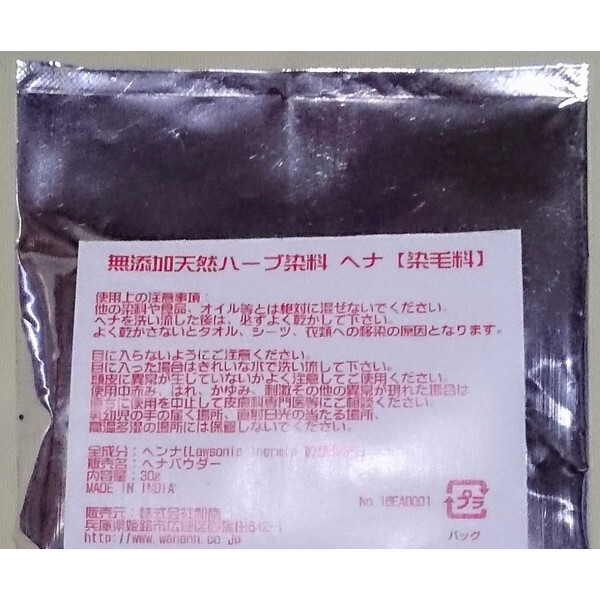 無添加天然ハーブ染料 ヘナ【染毛料】
使用上の注意事項:
他の染料や食品、オイル等とは絶対に混ぜないでください。
ヘナを洗い流した後は、必ずよく乾かして下さい。
よく乾かさないとタオル、シーツ、衣類への移染の原因となります。
目に入らないようにご注意ください。
目に入った場合はきれいな水で洗い流して下さい。
頭皮に異常が生じていないかよく注意してご使用ください。
使用中赤み、はれ、かゆみ、刺激その他の異常が現れた場合は
直ちに使用を中止して皮膚科専門医等にご相談ください。
乳幼児の手の届く場所、直射日光の当たる場所、
高温多湿の場所には保管しないでください。
全成分:ヘンナ(Lawsonia Inermis
販売名:ヘナパウダー
内容量:30g
MADE IN INDIA
No.18EA0001
プラ
販売元:株式会社
兵庫県姫路市広畑区
バッグ